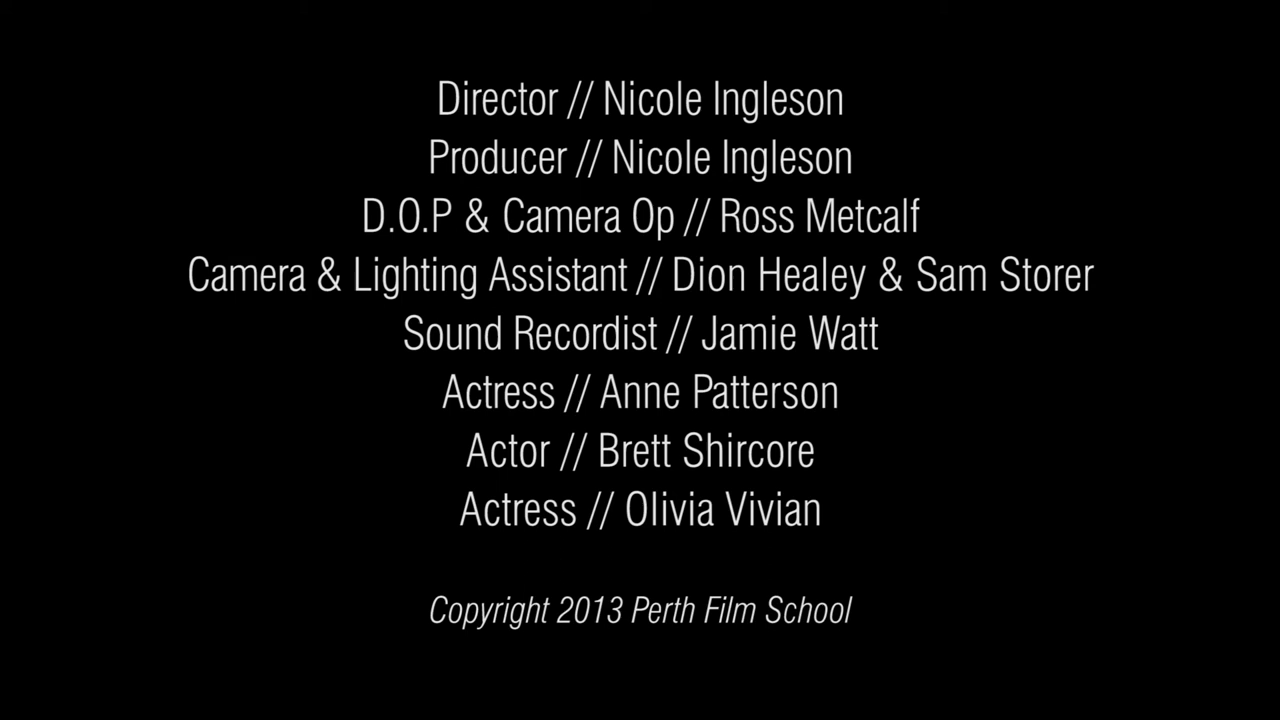 Director // Nicole Ingleson
Producer // Nicole Ingleson
D.O.P & Camera Op // Ross Metcalf
Camera & Lighting Assistant // Dion Healey & Sam Storer
Sound Recordist // Jamie Watt
Actress // Anne Patterson
Actor // Brett Shircore
Actress // Olivia Vivian
Copyright 2013 Perth Film School